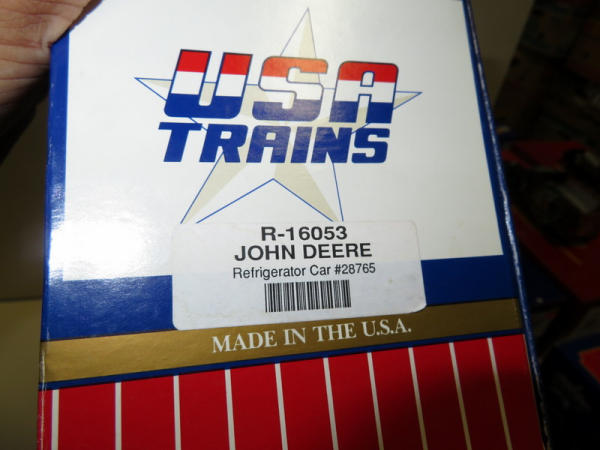 USA
TRAINS
R-16053
JOHN DEERE
Refrigerator Car #28765
MADE IN THE U.S.A.